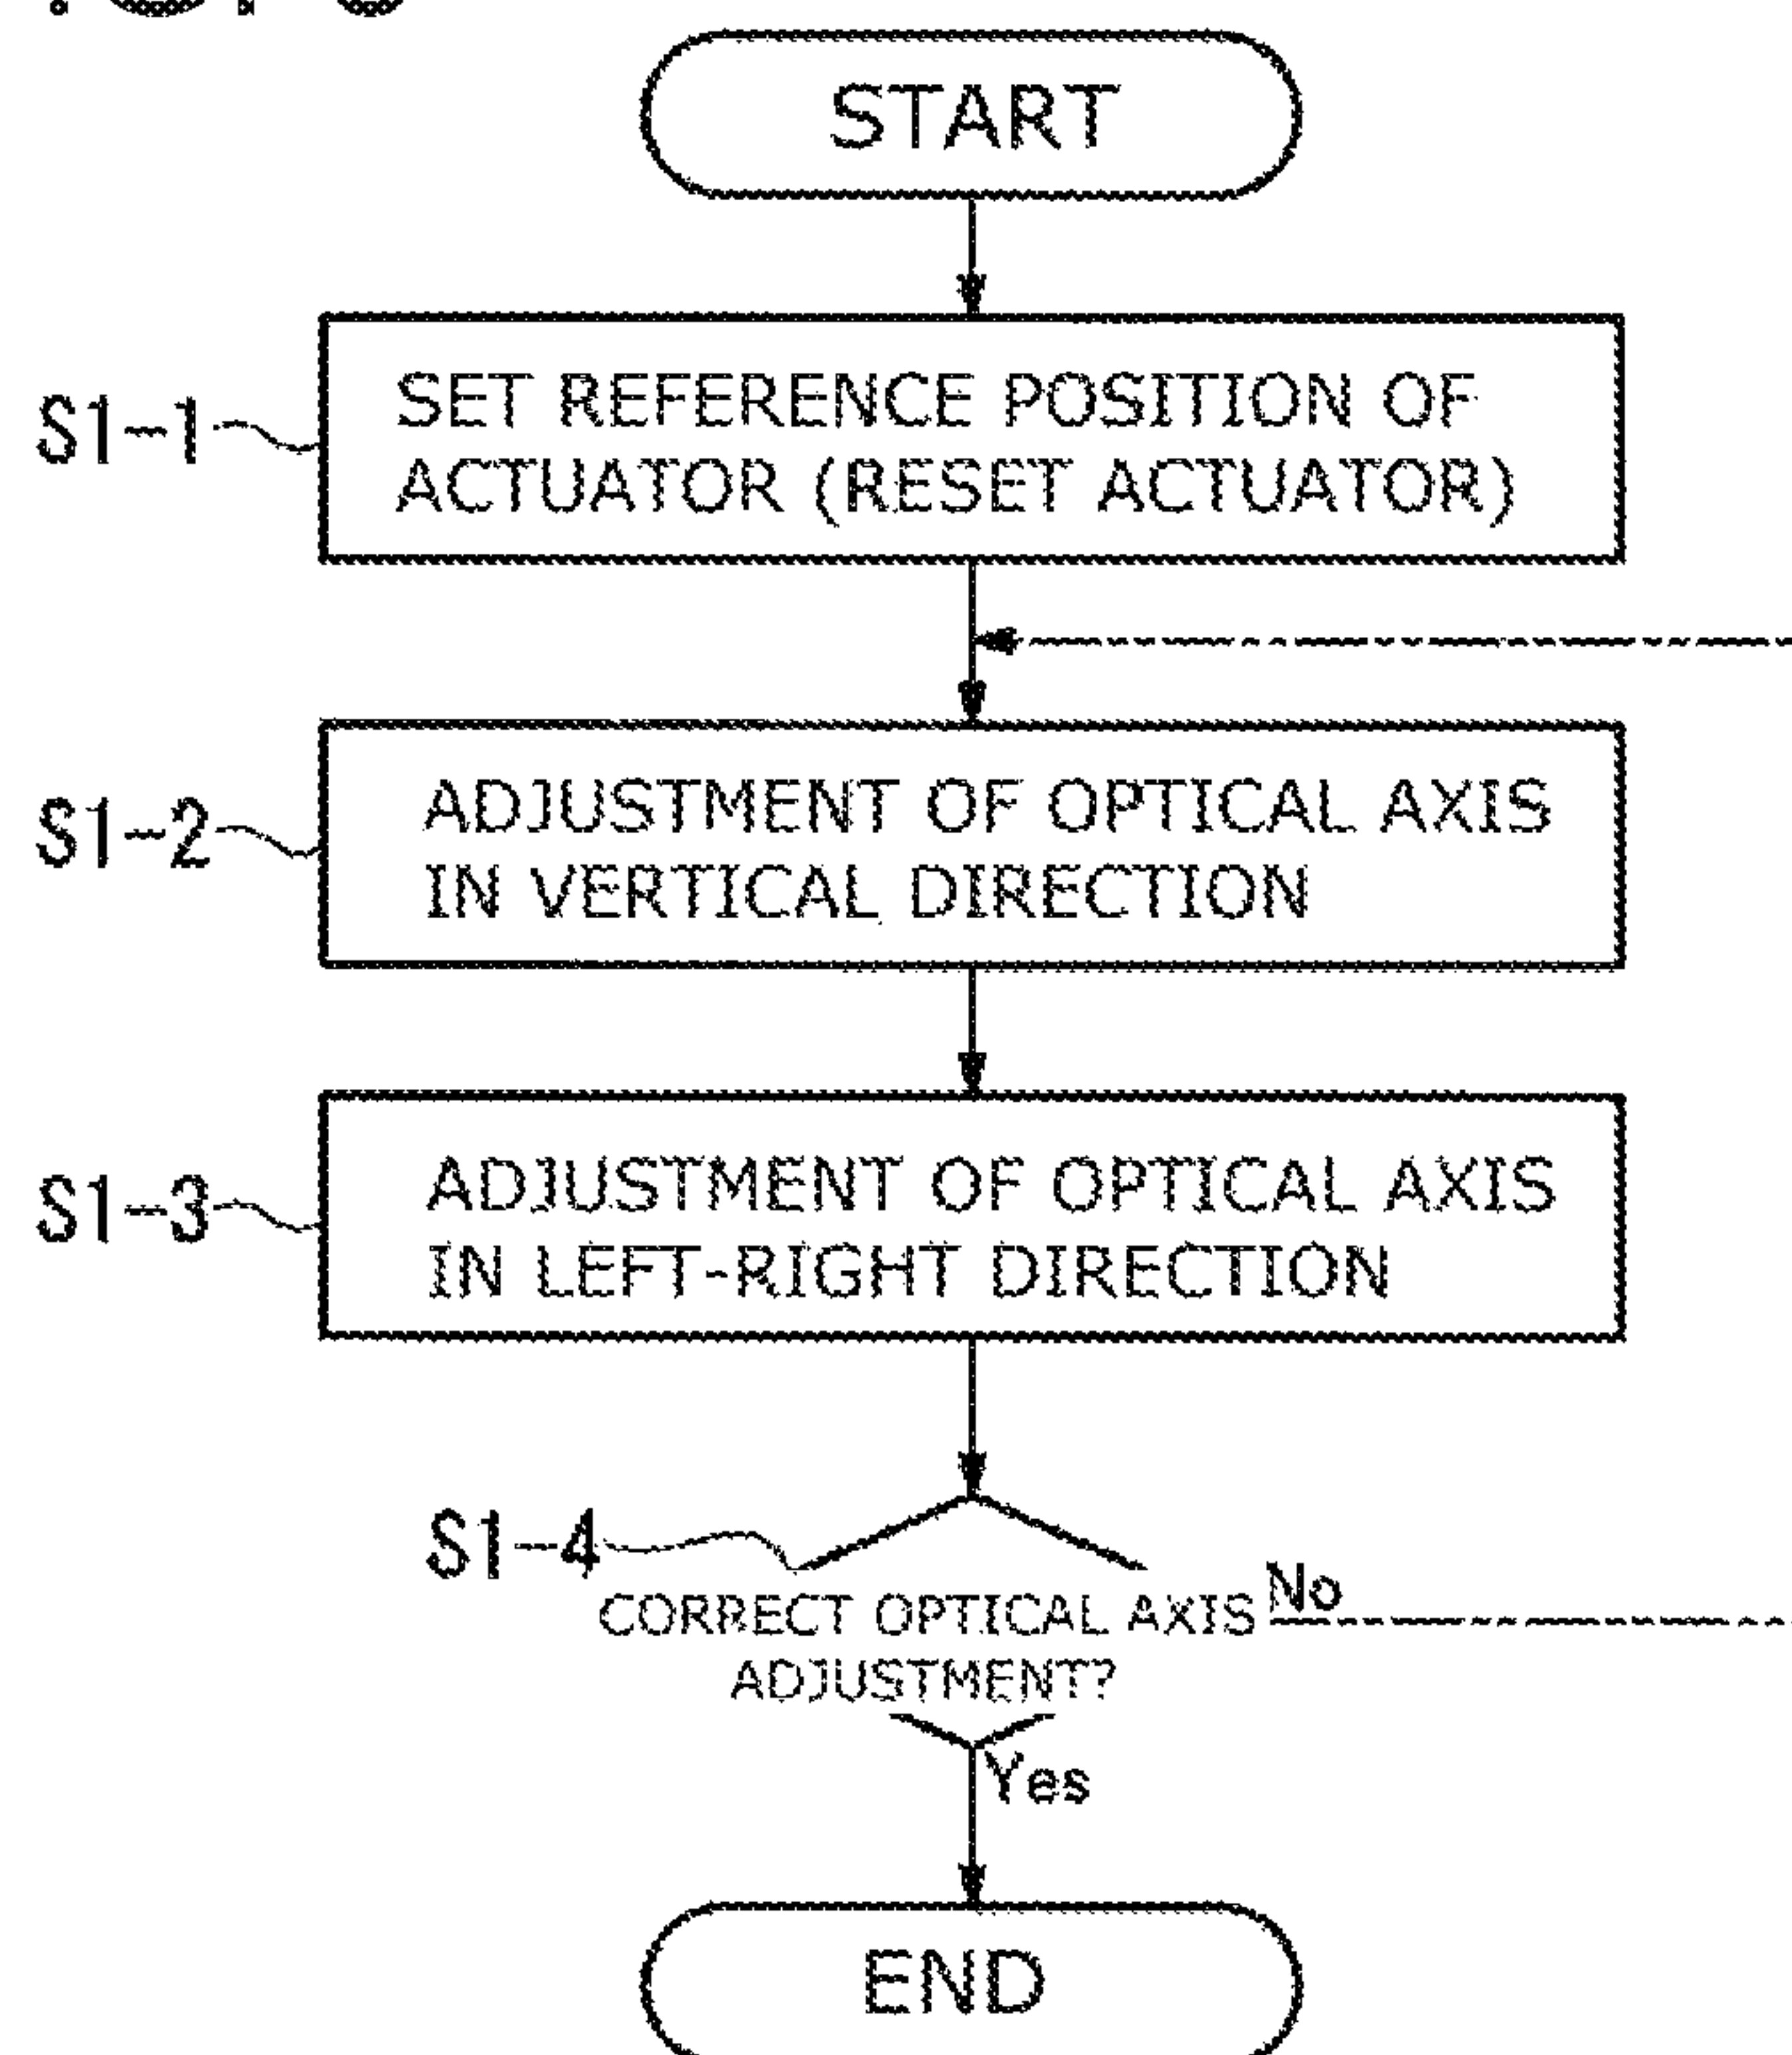 START
S1-1
SET REFERENCE POSITION OF
ACTUATOR (RESET ACTUATOR)
S1-2
ADJUSTMENT OF OPTICAL AXIS
IN VERTICAL DIRECTION
S1-3
ADJUSTMENT OF OPTICAL AXIS
IN LEFT-RIGHT DIRECTION
S1-4
CORRECT OPTICAL AXIS
ADJUSTMENT?
No
Yes
END